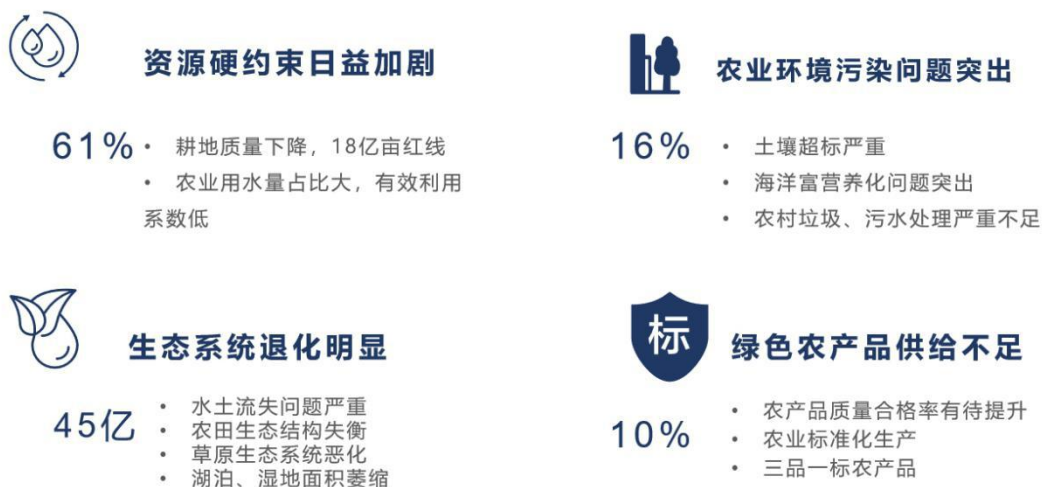 资源硬约束日益加剧
61%
• 耕地质量下降，18亿亩红线
• 农业用水量占比大，有效利用
系数低
农业环境污染问题突出
16%
• 土壤超标严重
• 海洋富营养化问题突出
• 农村垃圾、污水处理严重不足
生态系统退化明显
45亿
• 水土流失问题严重
• 农田生态结构失衡
• 草原生态系统恶化
• 湖泊、湿地面积萎缩
标
绿色农产品供给不足
10%
• 农产品质量合格率有待提升
• 农业标准化生产
• 三品一标农产品